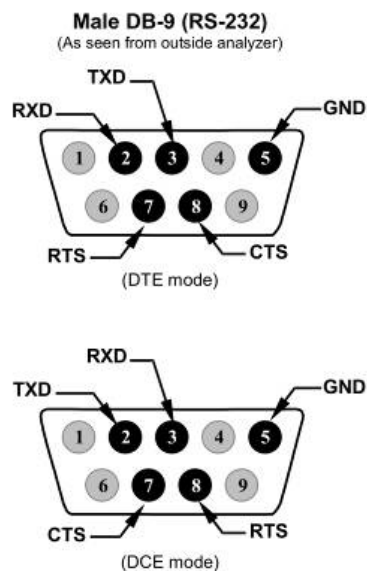 Male DB-9 (RS-232)
(As seen from outside analyzer)
TXD
RXD
GND
1 2 3 4 5
6 7 8 9
RTS
CTS
(DTE mode)
RXD
TXD
GND
1 2 3 4 5
6 7 8 9
CTS
RTS
(DCE mode)